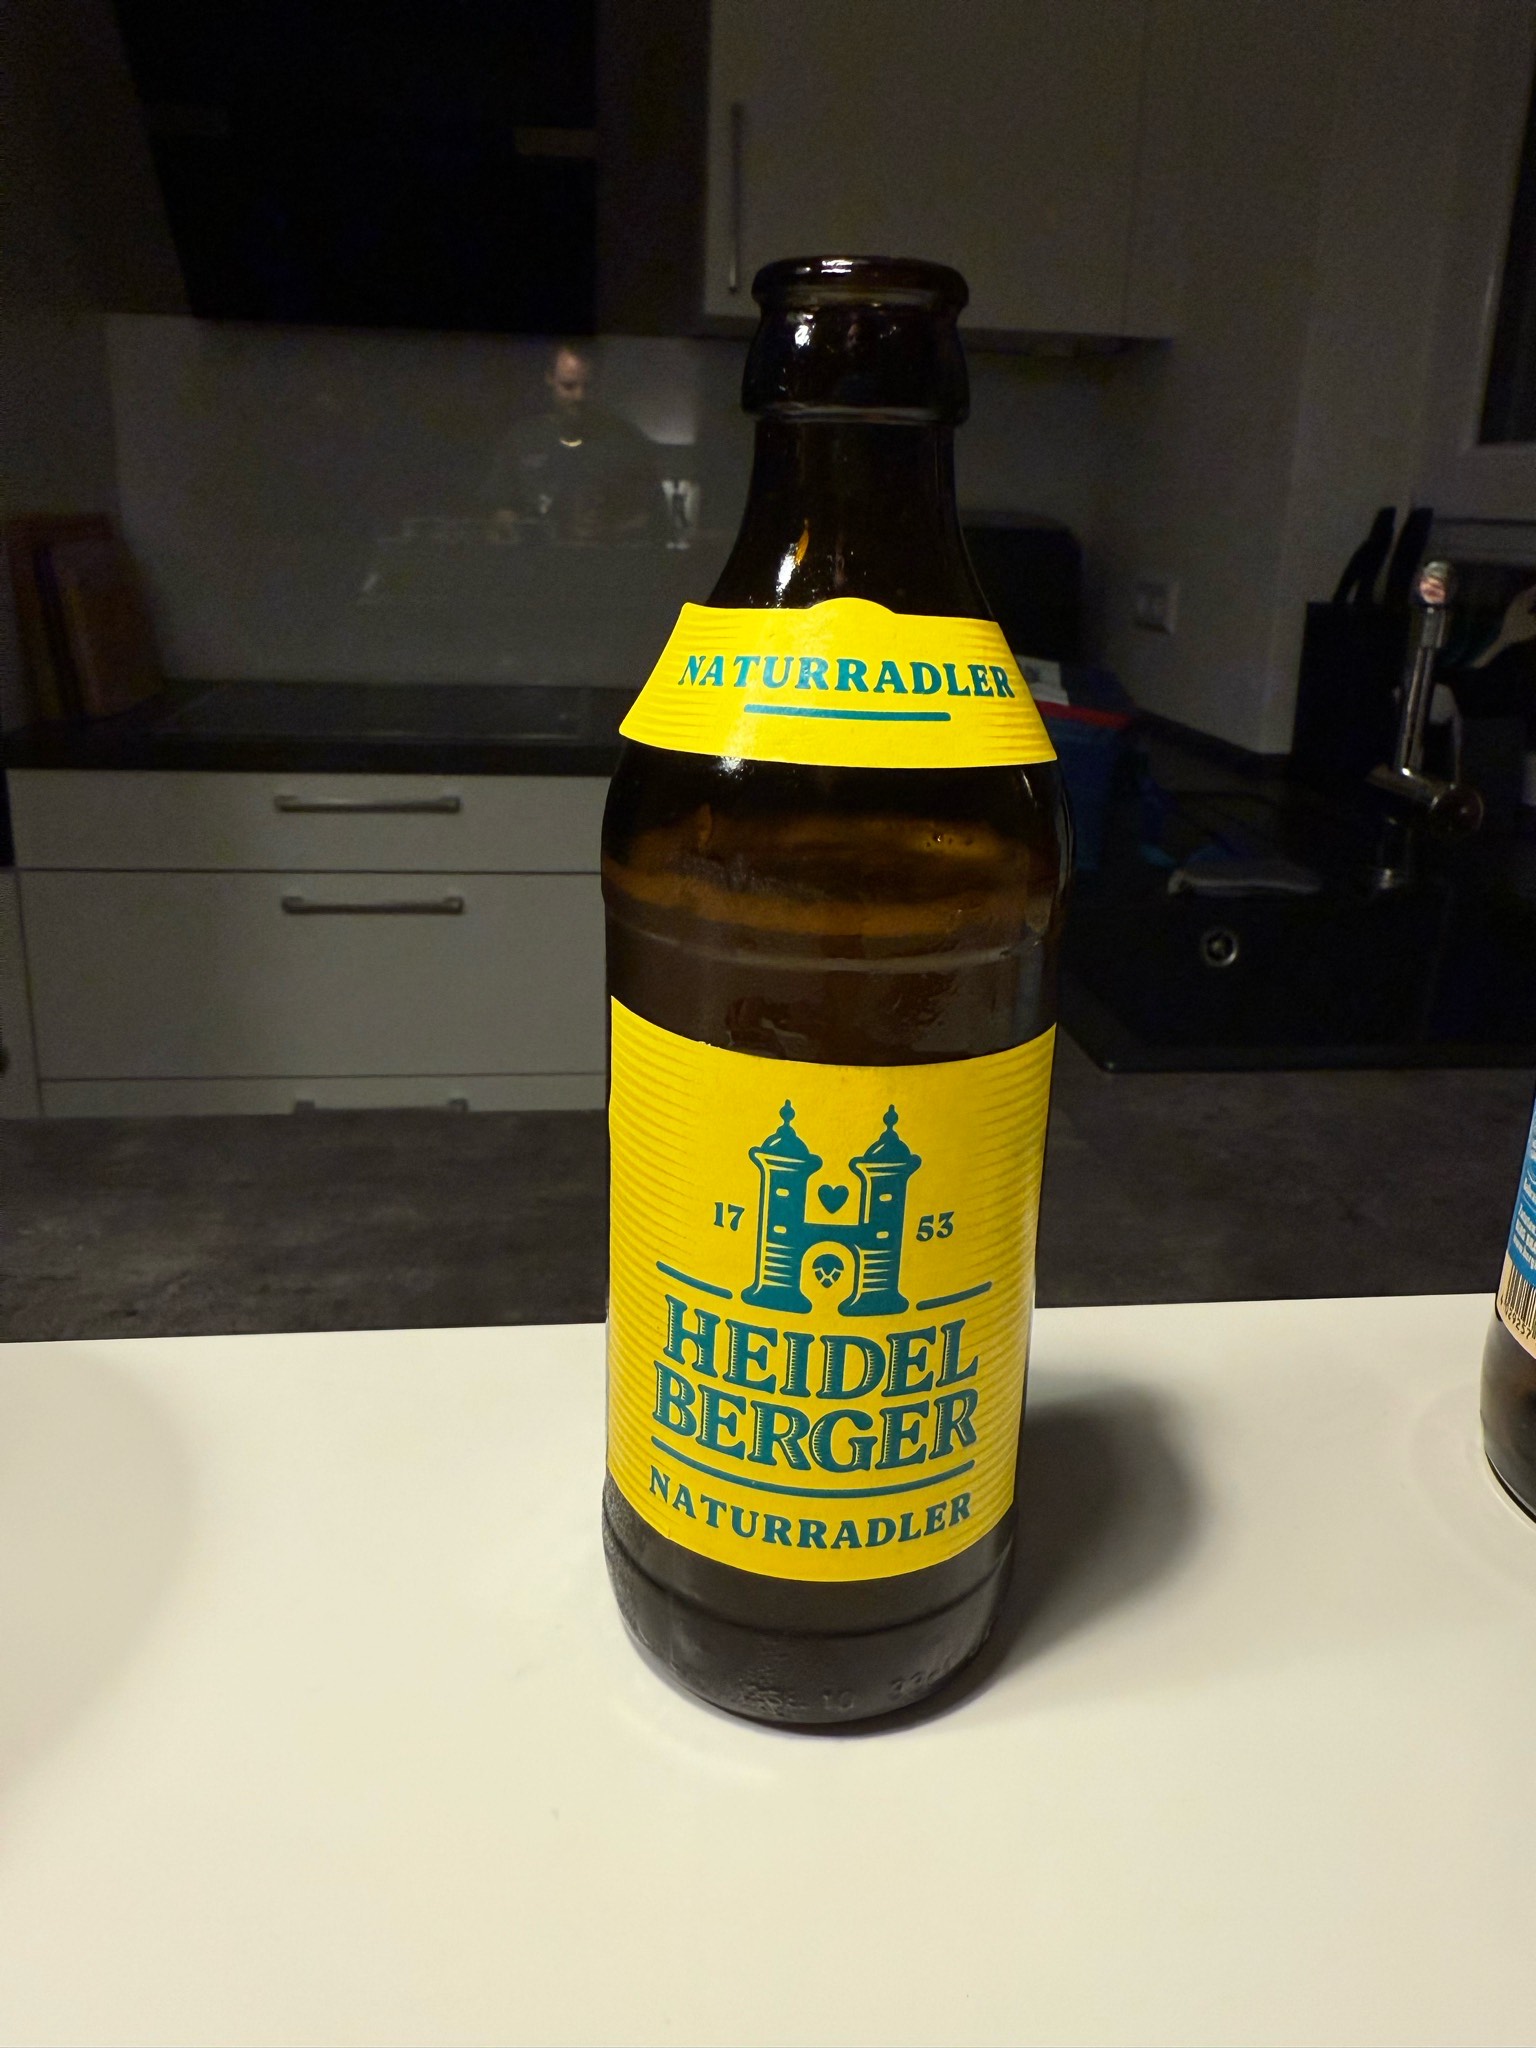 NATURRADLER
17 53
HEIDEL
BERGER
NATURRADLER